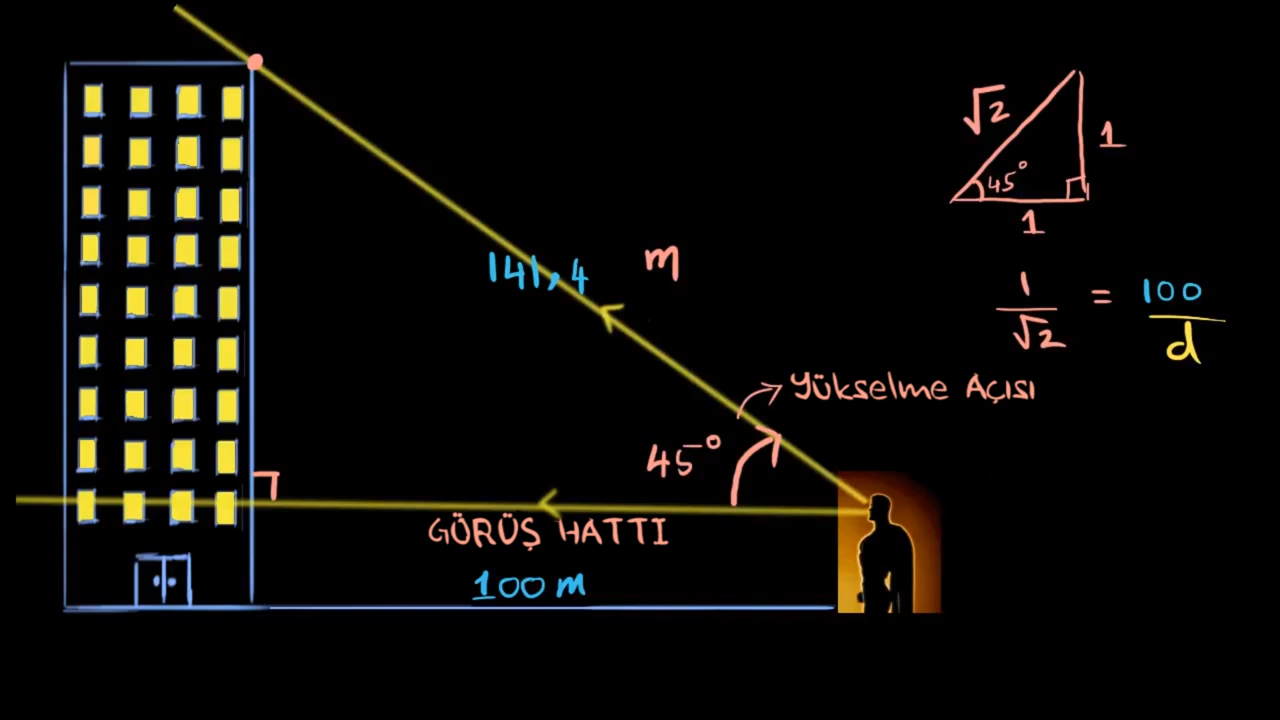 √2
1
45°
1
141,4 m
1/√2 = 100/d
Yükselme Açısı
45°
GÖRÜŞ HATTI
100 m